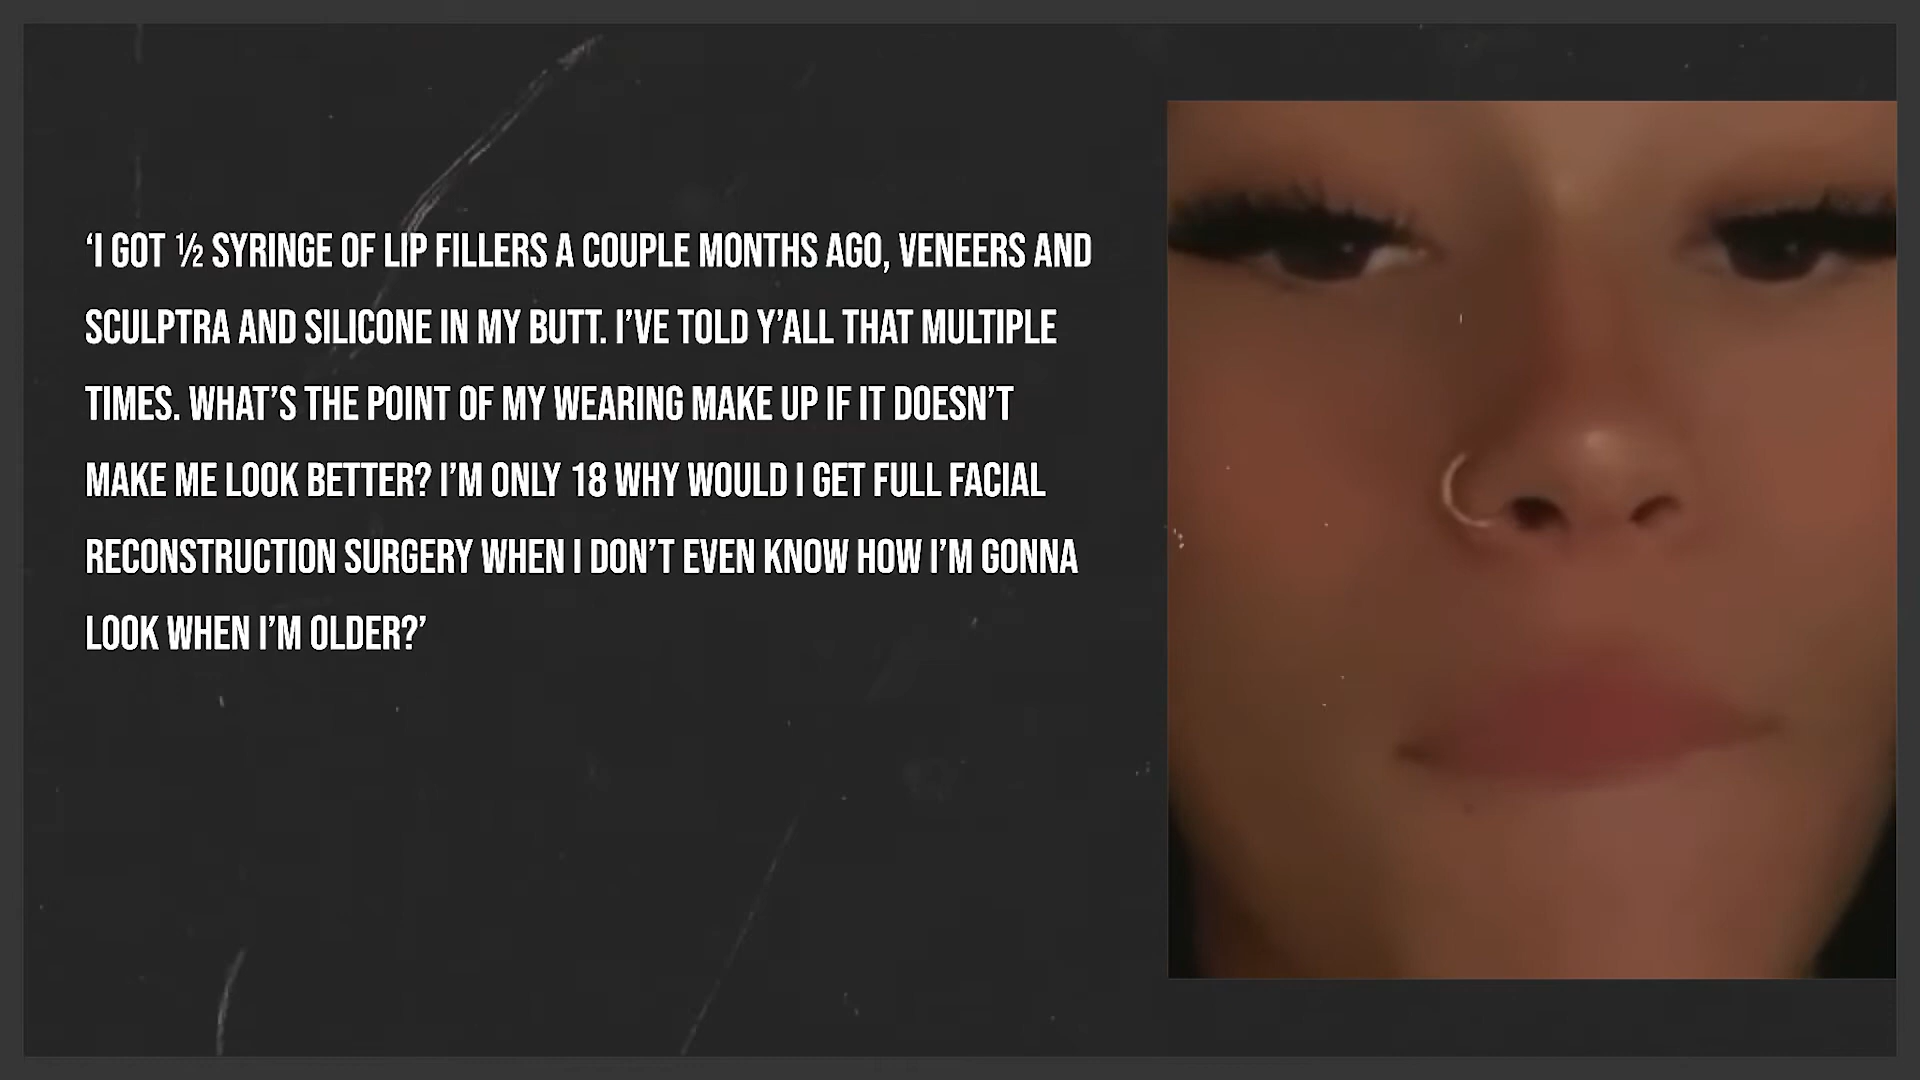 ‘I GOT ½ SYRINGE OF LIP FILLERS A COUPLE MONTHS AGO, VENEERS AND
SCULPTRA AND SILICONE IN MY BUTT. I’VE TOLD Y’ALL THAT MULTIPLE
TIMES. WHAT’S THE POINT OF MY WEARING MAKE UP IF IT DOESN’T
MAKE ME LOOK BETTER? I’M ONLY 18 WHY WOULD I GET FULL FACIAL
RECONSTRUCTION SURGERY WHEN I DON’T EVEN KNOW HOW I’M GONNA
LOOK WHEN I’M OLDER?’